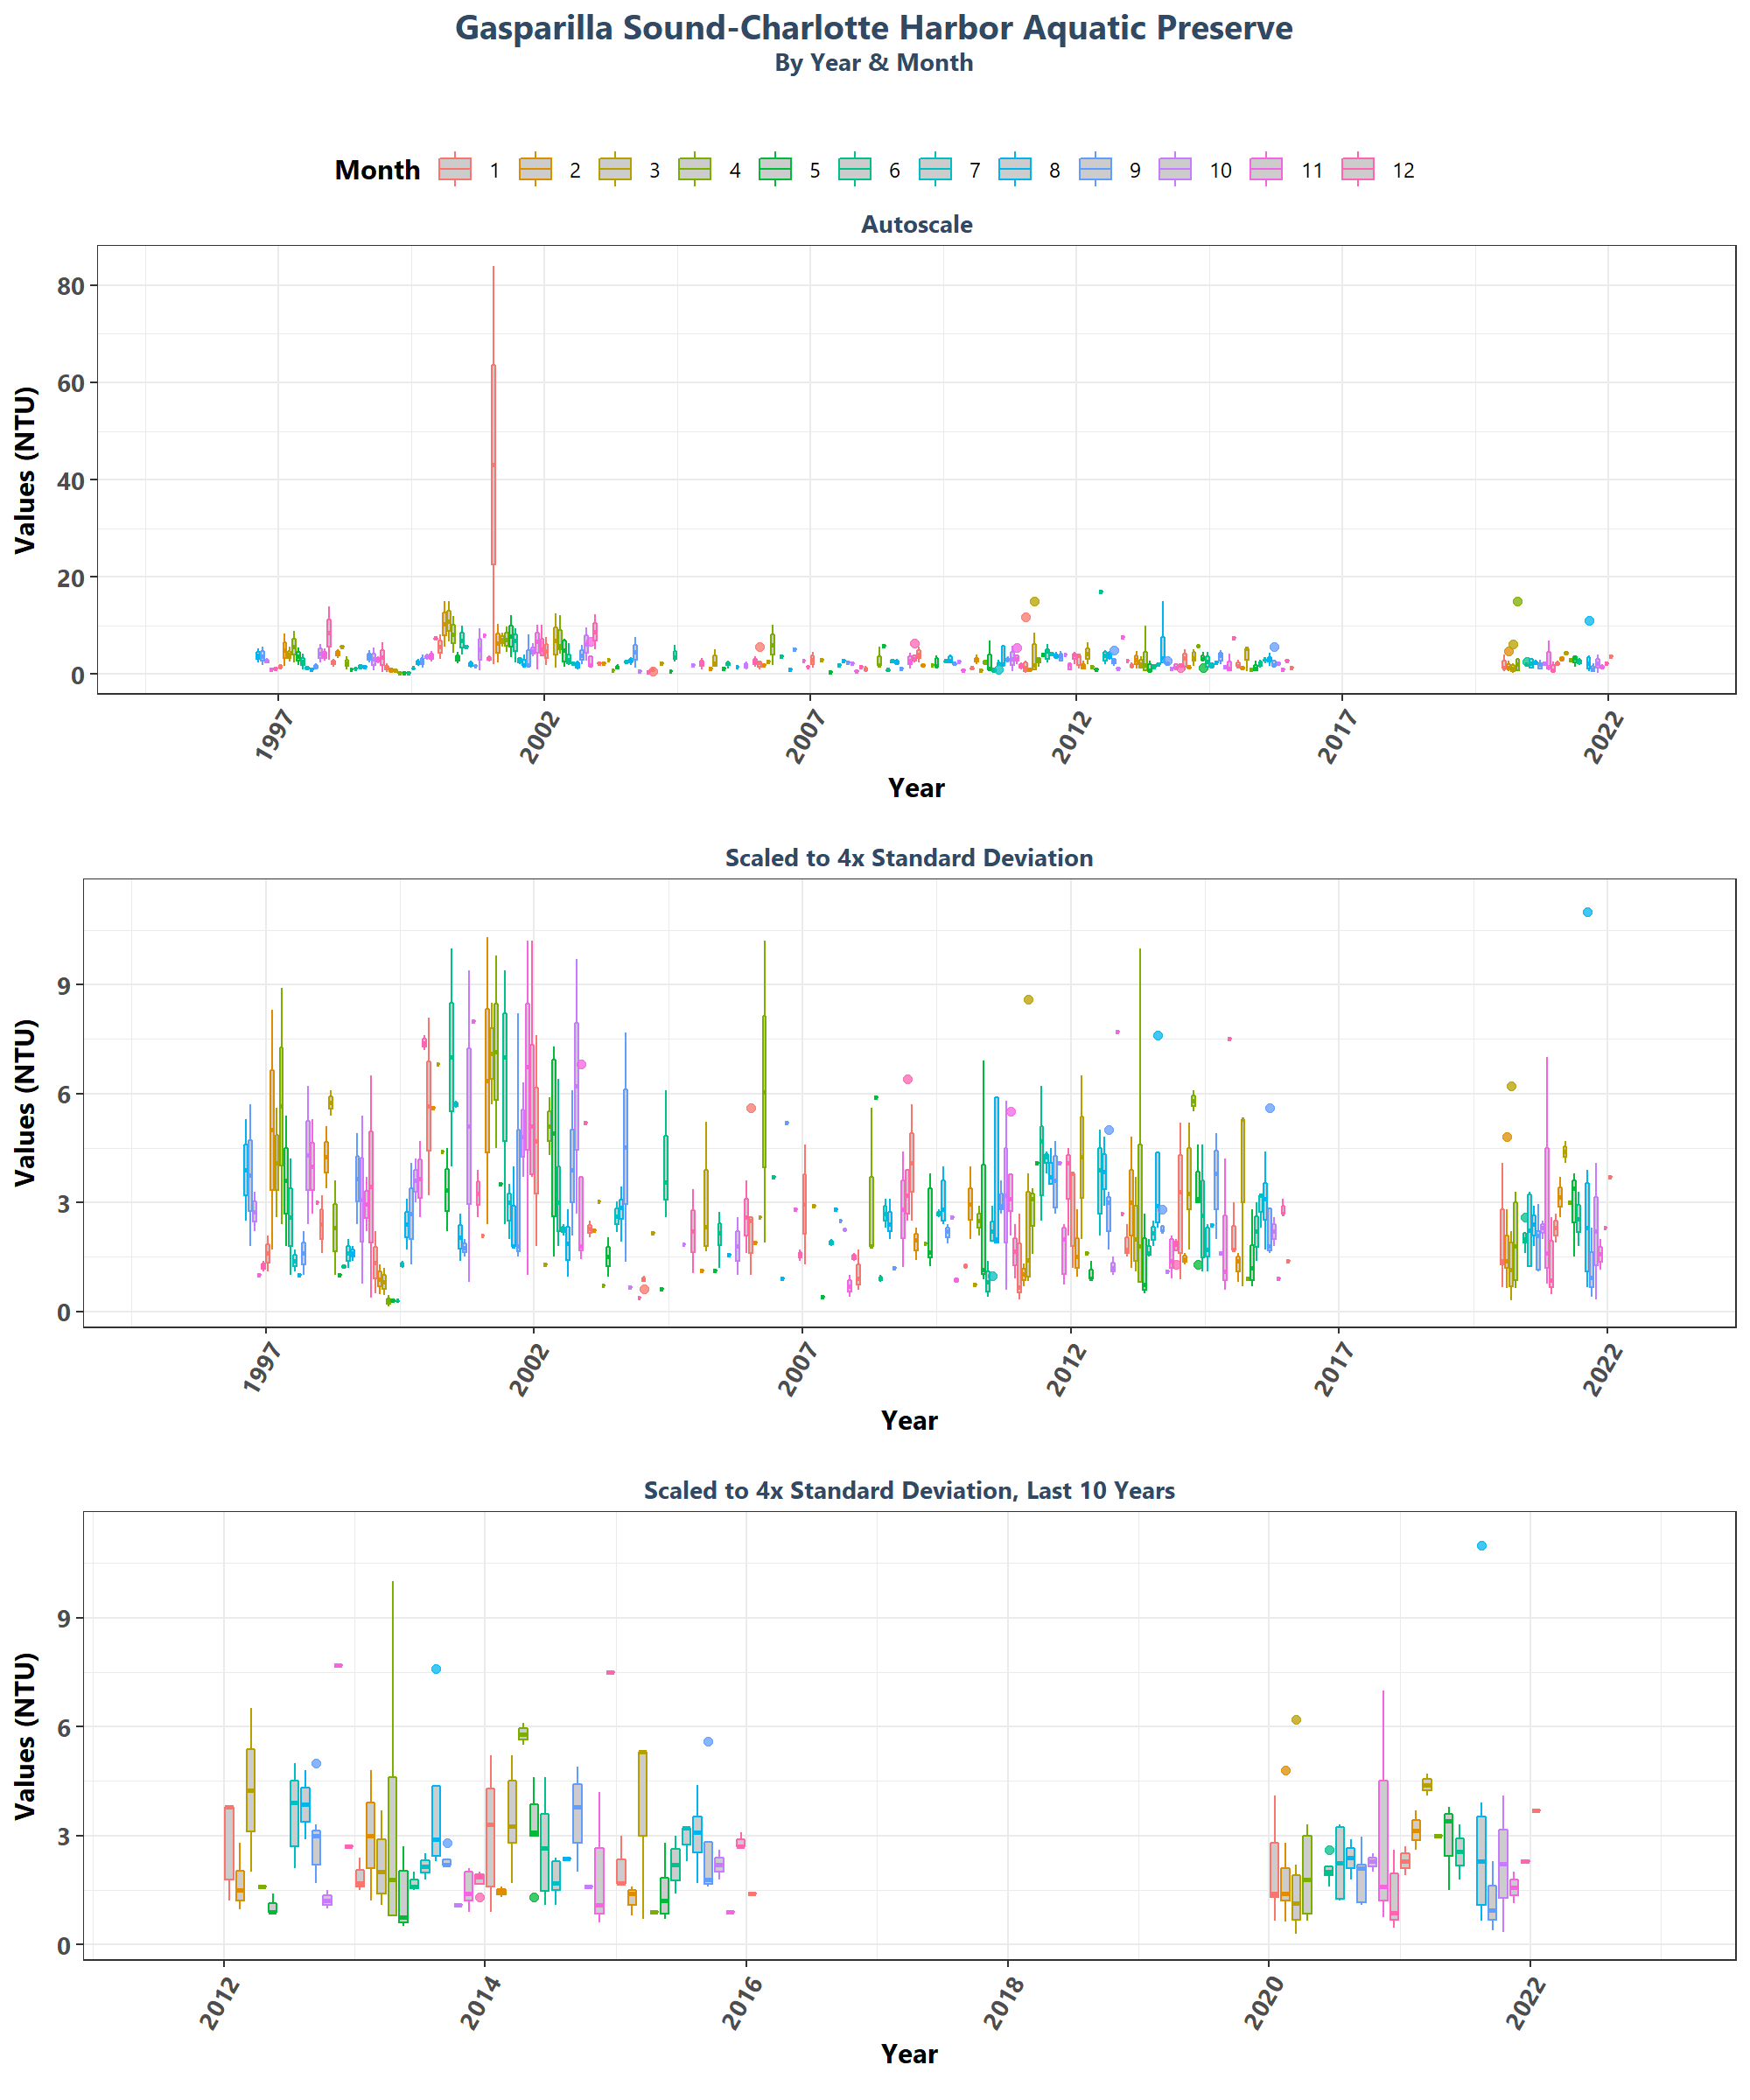 Gasparilla Sound-Charlotte Harbor Aquatic Preserve
By Year & Month
Month 1 2 3 4 5 6 7 8 9 10 11 12
Autoscale
Values (NTU)
80
60
40
20
0
1997 2002 2007 2012 2017 2022
Year
Scaled to 4x Standard Deviation
Values (NTU)
9
6
3
0
1997 2002 2007 2012 2017 2022
Year
Scaled to 4x Standard Deviation, Last 10 Years
Values (NTU)
9
6
3
0
2012 2014 2016 2018 2020 2022
Year